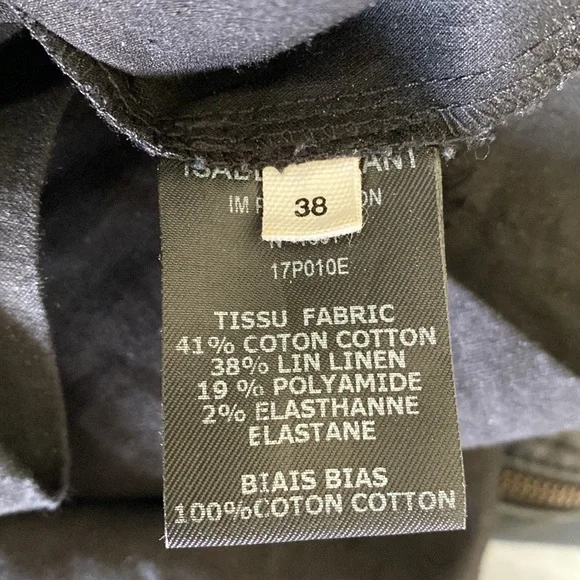 38
17P010E
TISSU FABRIC
41% COTON COTTON
38% LIN LINEN
19 % POLYAMIDE
2% ELASTHANNE
ELASTANE
BIAIS BIAS
100%COTON COTTON